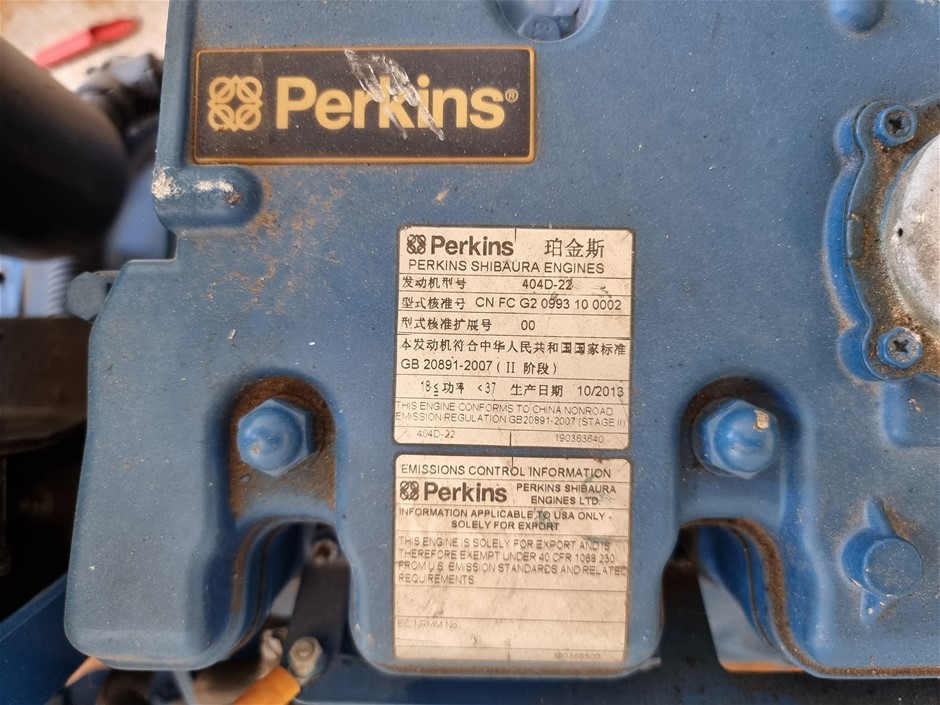 Perkins®
Perkins 珀金斯
PERKINS SHIBAURA ENGINES
发动机型号 404D-22
型式核准号 CN FC G2 0993 10 0002
型式核准扩展号 00
本发动机符合中华人民共和国国家标准
GB 20891-2007 ( II 阶段 )
18≤功率 <37 生产日期 10/2013
THIS ENGINE CONFORMS TO CHINA NONROAD
EMISSION REGULATION GB20891-2007 (STAGE II)
404D-22 190363640
EMISSIONS CONTROL INFORMATION
Perkins PERKINS SHIBAURA
ENGINES LTD.
INFORMATION APPLICABLE TO USA ONLY -
SOLELY FOR EXPORT
THIS ENGINE IS SOLELY FOR EXPORT AND IS
THEREFORE EXEMPT UNDER 40 CFR 1068 230
FROM U.S. EMISSION STANDARDS AND RELATED
REQUIREMENTS
EC NRMM No.